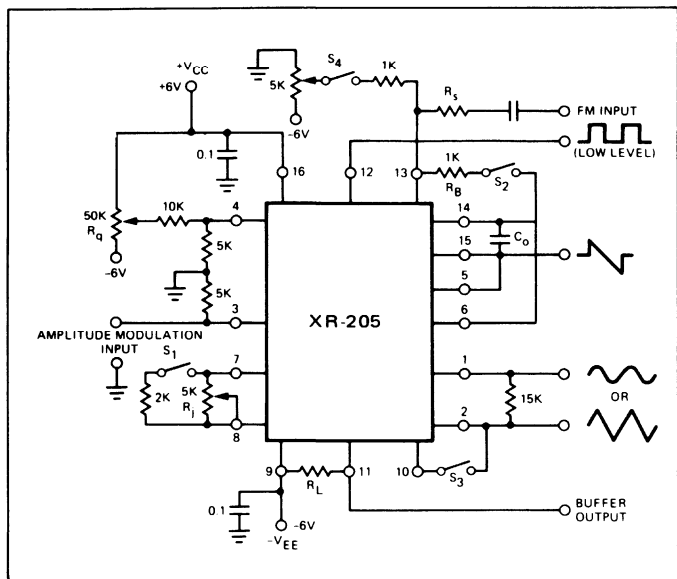 +VCC
+6V
0.1
5K
-6V
S4
1K
Rs
FM INPUT
(LOW LEVEL)
16
12
13
1K
RB
S2
50K
Rq
-6V
10K
4
5K
5K
3
AMPLITUDE MODULATION
INPUT
XR-205
14
15
Co
5
6
S1
2K
5K
Rj
7
8
1
2
15K
OR
9
RL
11
10
S3
0.1
-6V
-VEE
BUFFER
OUTPUT